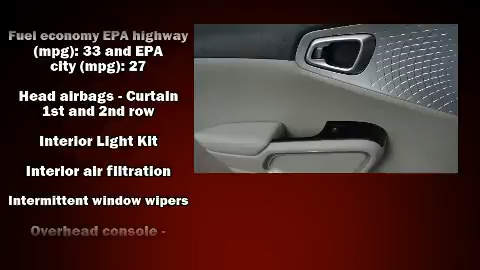 Fuel economy EPA highway
(mpg): 33 and EPA
city (mpg): 27
Head airbags - Curtain
1st and 2nd row
Interior Light Kit
Interior air filtration
Intermittent window wipers
Overhead console -